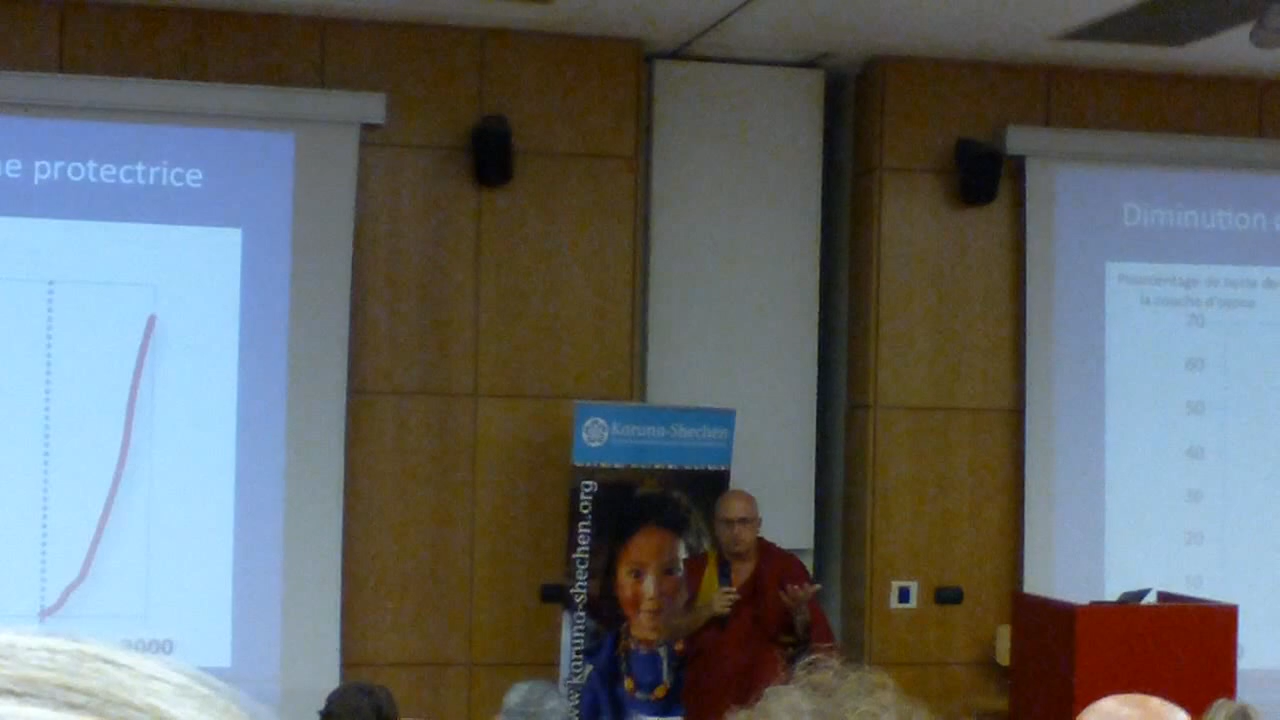 e protectrice
2000
Karuna-Shechen
www.karuna-shechen.org
Diminution
Pourcentage de perte de
la couche d'ozone
70
60
50
40
30
20
10